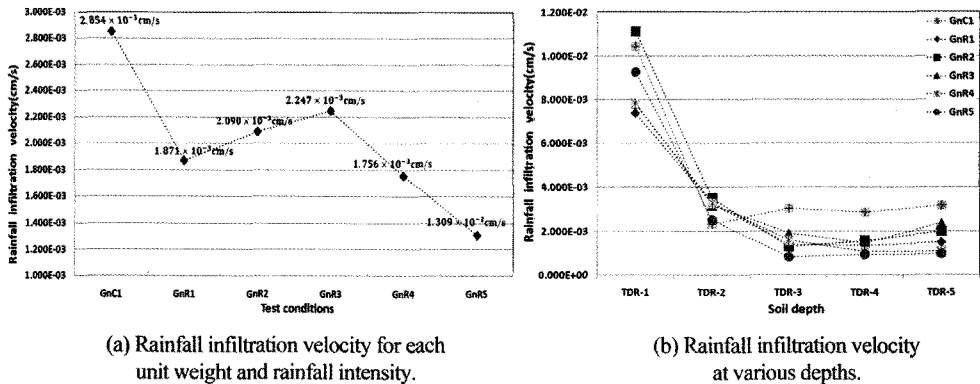 3.000E-03
2.800E-03
2.600E-03
2.400E-03
2.200E-03
2.000E-03
1.800E-03
1.600E-03
1.400E-03
1.200E-03
1.000E-03
Rainfall infiltration velocity(cm/s)
2.854 × 10⁻³cm/s
1.871 × 10⁻³cm/s
2.090 × 10⁻³cm/s
2.247 × 10⁻³cm/s
1.756 × 10⁻³cm/s
1.309 × 10⁻³cm/s
GnC1 GnR1 GnR2 GnR3 GnR4 GnR5
Test conditions
(a) Rainfall infiltration velocity for each
unit weight and rainfall intensity.
1.200E-02
1.000E-02
8.000E-03
6.000E-03
4.000E-03
2.000E-03
0.000E+00
Rainfall infiltration velocity(cm/s)
GnC1
GnR1
GnR2
GnR3
GnR4
GnR5
TDR-1 TDR-2 TDR-3 TDR-4 TDR-5
Soil depth
(b) Rainfall infiltration velocity
at various depths.